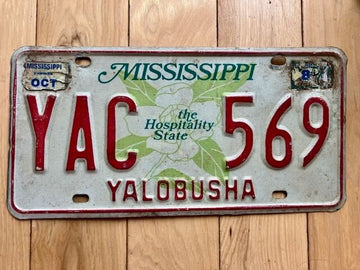 MISSISSIPPI
OCT
MISSISSIPPI
8
YAC 569
the
Hospitality
State
YALOBUSHA